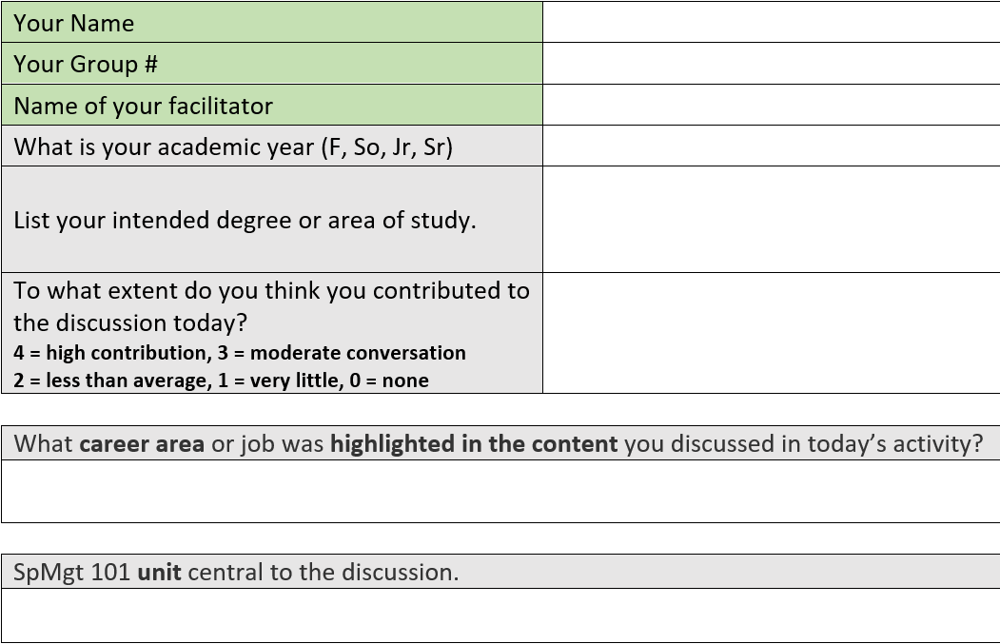 Your Name
Your Group #
Name of your facilitator
What is your academic year (F, So, Jr, Sr)
List your intended degree or area of study.
To what extent do you think you contributed to
the discussion today?
4 = high contribution, 3 = moderate conversation
2 = less than average, 1 = very little, 0 = none
What career area or job was highlighted in the content you discussed in today’s activity?
SpMgt 101 unit central to the discussion.